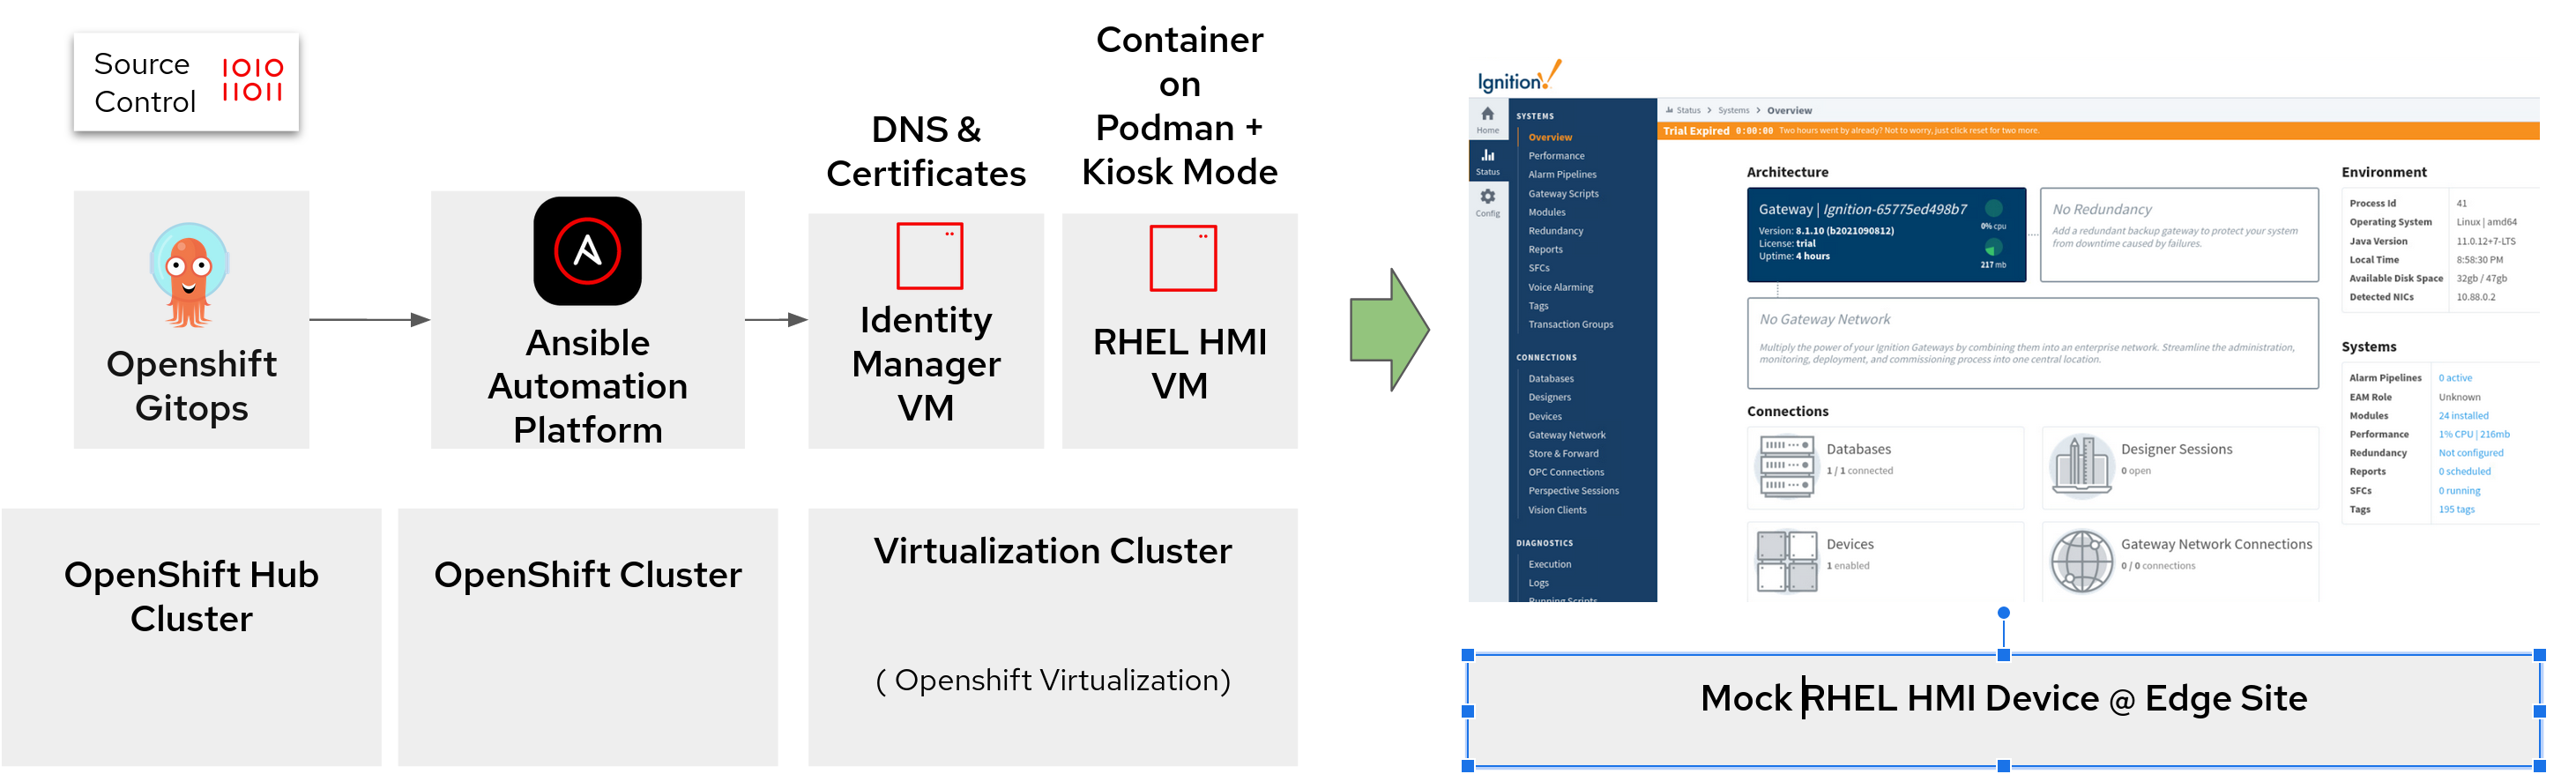 Source
Control
1010
11011
Openshift
Gitops
Ansible
Automation
Platform
DNS &
Certificates
Identity
Manager
VM
Container
on
Podman +
Kiosk Mode
RHEL HMI
VM
OpenShift Hub
Cluster
OpenShift Cluster
Virtualization Cluster
( Openshift Virtualization)
Ignition!
Home
Status
Config
SYSTEMS
Overview
Performance
Alarm Pipelines
Gateway Scripts
Modules
Redundancy
Reports
SFCs
Voice Alarming
Tags
Transaction Groups
CONNECTIONS
Databases
Designers
Devices
Gateway Network
Store & Forward
OPC Connections
Perspective Sessions
Vision Clients
DIAGNOSTICS
Execution
Logs
Running Scripts
Status > Systems > Overview
Trial Expired 0:00:00 Two hours went by already? Not to worry, just click reset for two more.
Architecture
Gateway | Ignition-65775ed498b7
Version: 8.1.10 (b2021090812)
License: trial
Uptime: 4 hours
0% cpu
217 mb
No Redundancy
Add a redundant backup gateway to protect your system
from downtime caused by failures.
No Gateway Network
Multiply the power of your Ignition Gateways by combining them into an enterprise network. Streamline the administration,
monitoring, deployment, and commissioning process into one central location.
Connections
Databases
1 / 1 connected
Designer Sessions
0 open
Devices
1 enabled
Gateway Network Connections
0 / 0 connections
Environment
Process Id 41
Operating System Linux | amd64
Java Version 11.0.12+7-LTS
Local Time 8:58:30 PM
Available Disk Space 32gb / 47gb
Detected NICs 10.88.0.2
Systems
Alarm Pipelines 0 active
EAM Role Unknown
Modules 24 installed
Performance 1% CPU | 216mb
Redundancy Not configured
Reports 0 scheduled
SFCs 0 running
Tags 195 tags
Mock RHEL HMI Device @ Edge Site